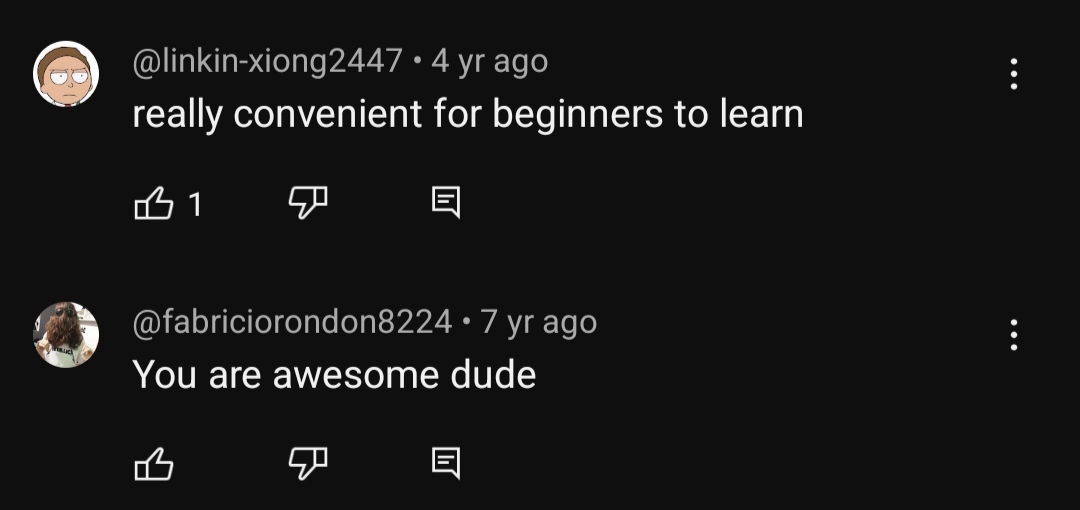 @linkin-xiong2447 • 4 yr ago
really convenient for beginners to learn
1
@fabriciorondon8224 • 7 yr ago
You are awesome dude